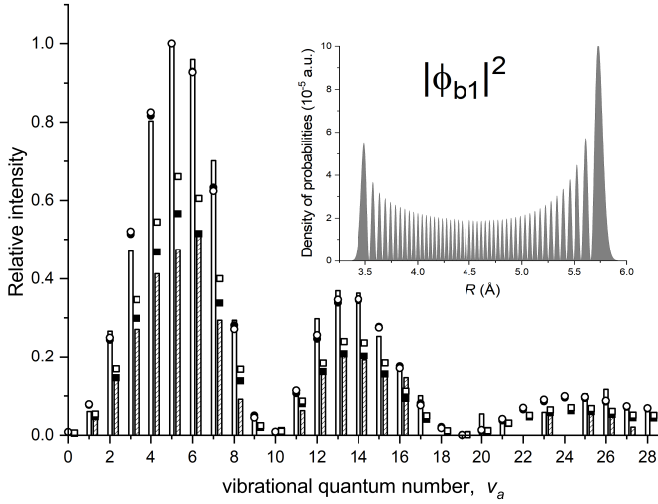 1.0
0.8
0.6
0.4
0.2
0.0
Relative intensity
0 2 4 6 8 10 12 14 16 18 20 22 24 26 28
vibrational quantum number, vₐ
|ϕb1|²
10
8
6
4
2
0
Density of probabilities (10⁻⁵ a.u.)
3.5 4.0 4.5 5.0 5.5 6.0
R (Å)